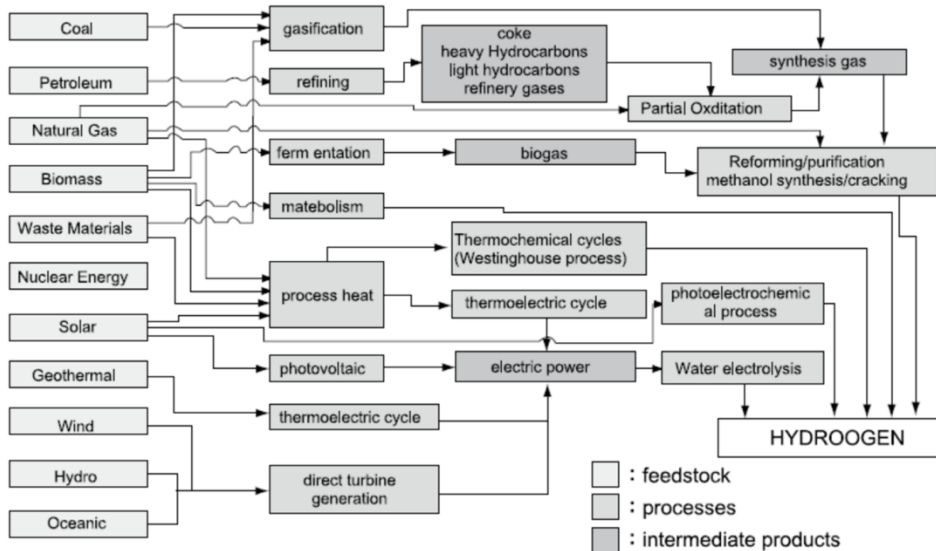 Coal
Petroleum
Natural Gas
Biomass
Waste Materials
Nuclear Energy
Solar
Geothermal
Wind
Hydro
Oceanic
gasification
refining
coke
heavy Hydrocarbons
light hydrocarbons
refinery gases
synthesis gas
Partial Oxditation
ferm entation
biogas
Reforming/purification
methanol synthesis/cracking
matebolism
Thermochemical cycles
(Westinghouse process)
process heat
thermoelectric cycle
photoelectrochemic
al process
photovoltaic
electric power
Water electrolysis
thermoelectric cycle
direct turbine
generation
HYDROOGEN
: feedstock
: processes
: intermediate products